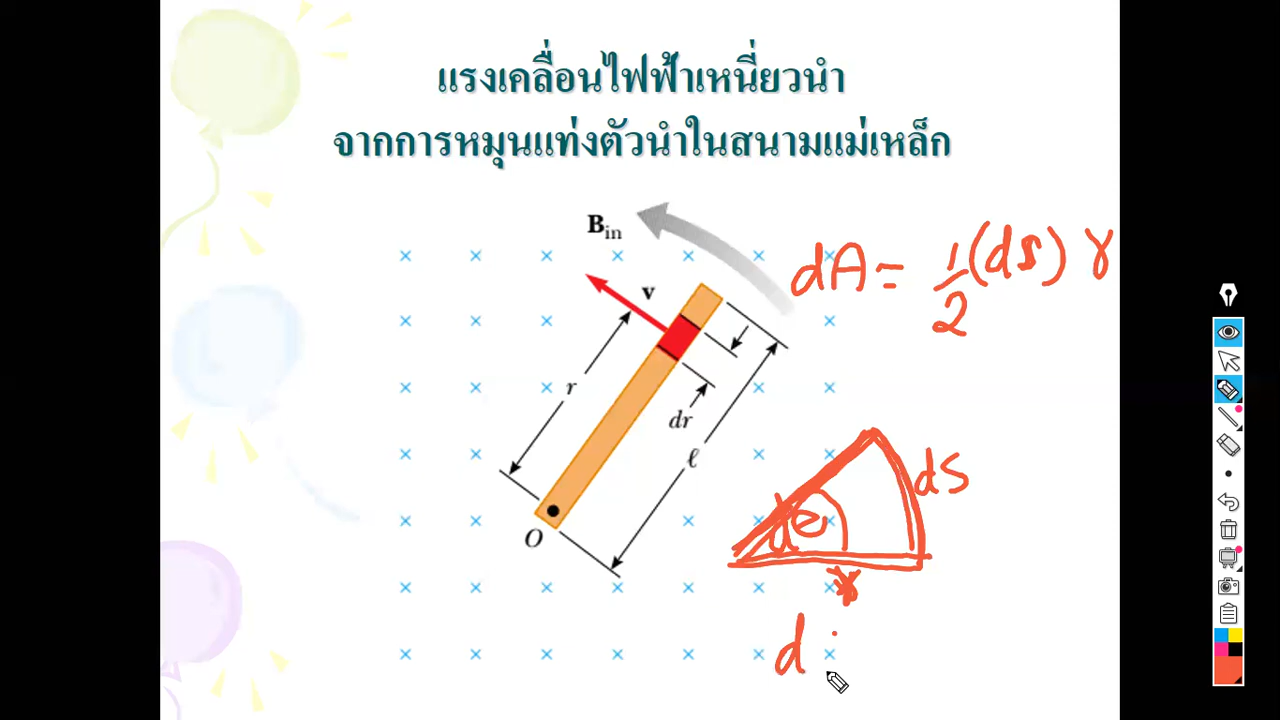 แรงเคลื่อนไฟฟ้าเหนี่ยวนำ
จากการหมุนแท่งตัวนำในสนามแม่เหล็ก
B in
v
dA = 1/2 (ds) r
r
dr
ℓ
dS
dθ
O
r
d